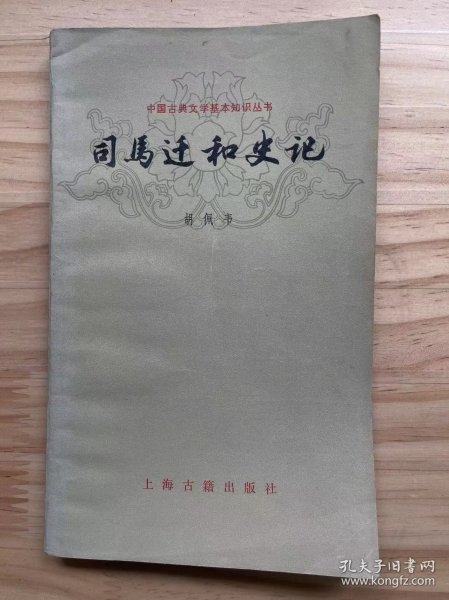 中国古典文学基本知识丛书
司馬迁和史记
胡佩韦
上海古籍出版社
孔夫子旧书网
www.kongfz.com